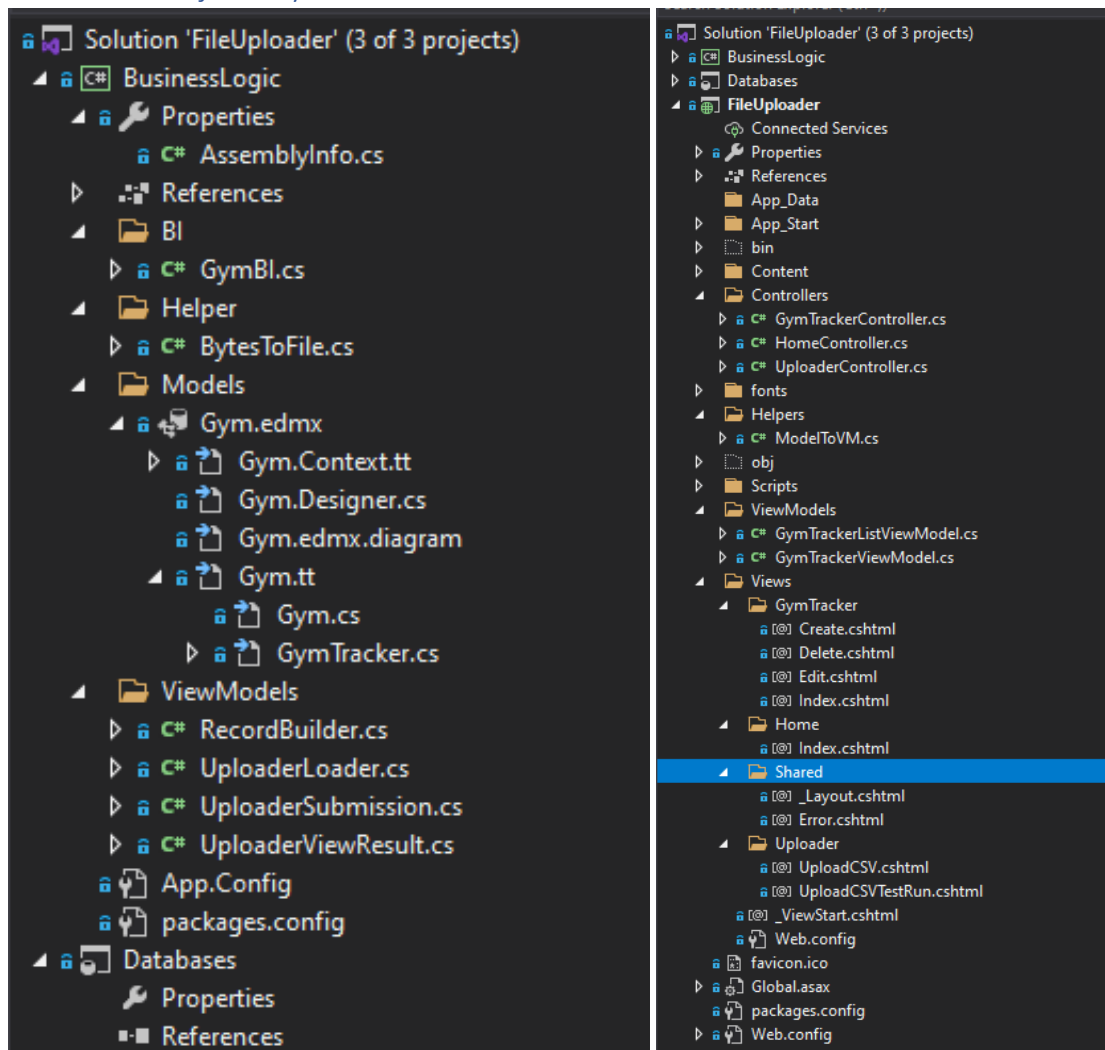 Solution 'FileUploader' (3 of 3 projects)
C# BusinessLogic
Properties
C# AssemblyInfo.cs
References
Bl
C# GymBl.cs
Helper
C# BytesToFile.cs
Models
Gym.edmx
Gym.Context.tt
Gym.Designer.cs
Gym.edmx.diagram
Gym.tt
Gym.cs
GymTracker.cs
ViewModels
C# RecordBuilder.cs
C# UploaderLoader.cs
C# UploaderSubmission.cs
C# UploaderViewResult.cs
App.Config
packages.config
Databases
Properties
References
Solution 'FileUploader' (3 of 3 projects)
C# BusinessLogic
Databases
FileUploader
Connected Services
Properties
References
App_Data
App_Start
bin
Content
Controllers
C# GymTrackerController.cs
C# HomeController.cs
C# UploaderController.cs
fonts
Helpers
C# ModelToVM.cs
obj
Scripts
ViewModels
C# GymTrackerListViewModel.cs
C# GymTrackerViewModel.cs
Views
GymTracker
[@] Create.cshtml
[@] Delete.cshtml
[@] Edit.cshtml
[@] Index.cshtml
Home
[@] Index.cshtml
Shared
[@] _Layout.cshtml
[@] Error.cshtml
Uploader
[@] UploadCSV.cshtml
[@] UploadCSVTestRun.cshtml
[@] _ViewStart.cshtml
Web.config
favicon.ico
Global.asax
packages.config
Web.config